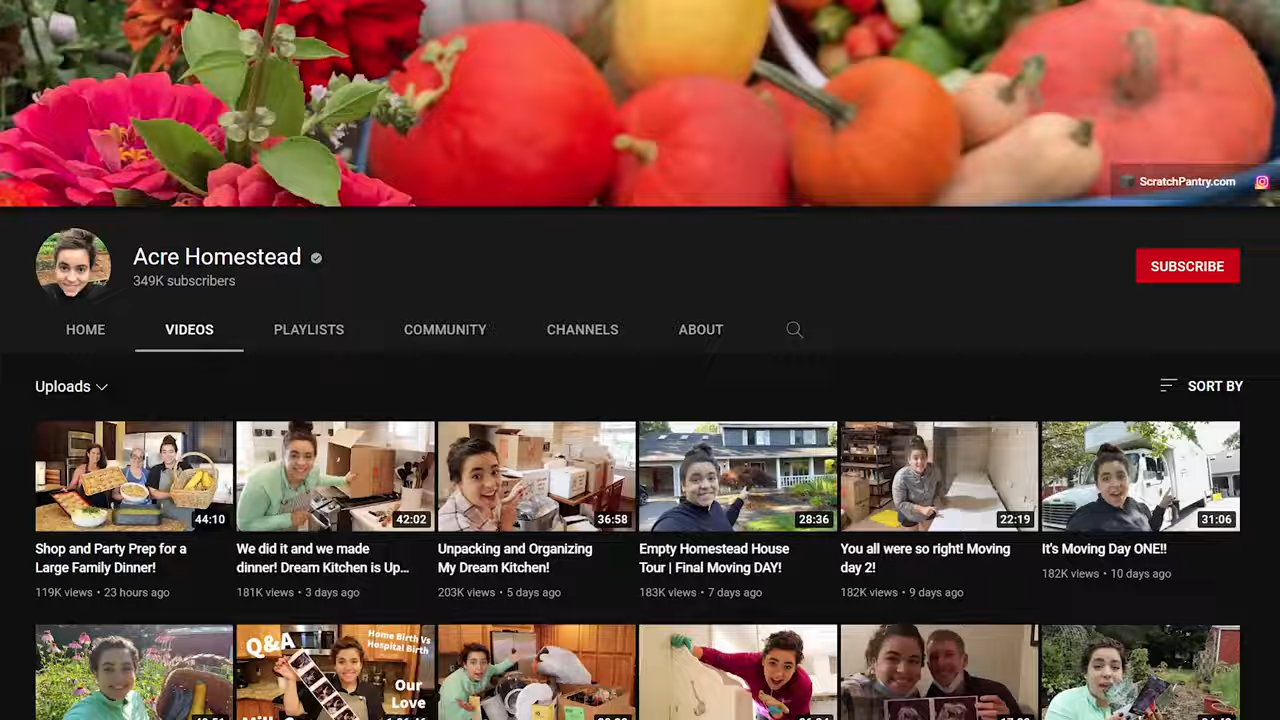 ScratchPantry.com
Acre Homestead
349K subscribers
SUBSCRIBE
HOME
VIDEOS
PLAYLISTS
COMMUNITY
CHANNELS
ABOUT
Uploads
SORT BY
44:10
42:02
36:58
28:36
22:19
31:06
Shop and Party Prep for a
Large Family Dinner!
119K views • 23 hours ago
We did it and we made
dinner! Dream Kitchen is Up...
181K views • 3 days ago
Unpacking and Organizing
My Dream Kitchen!
203K views • 5 days ago
Empty Homestead House
Tour | Final Moving DAY!
183K views • 7 days ago
You all were so right! Moving
day 2!
182K views • 9 days ago
It's Moving Day ONE!!
182K views • 10 days ago
Q&A
Home Birth Vs
Hospital Birth
Our
Love